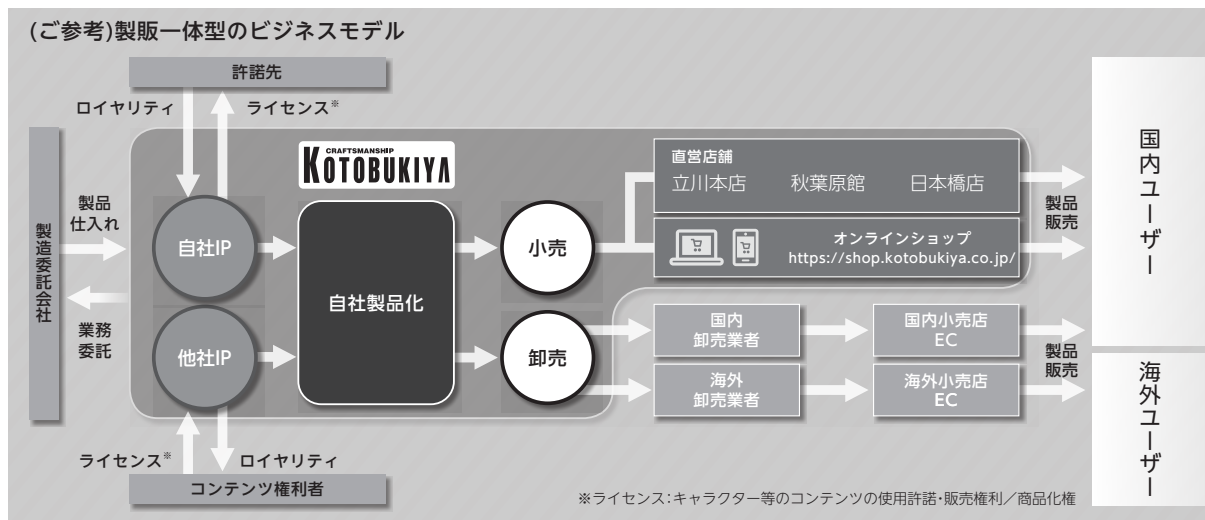 (ご参考)製販一体型のビジネスモデル
許諾先
ロイヤリティ
ライセンス※
CRAFTSMANSHIP
KOTOBUKIYA
直営店舗
立川本店 秋葉原館 日本橋店
製造委託会社
製品
仕入れ
業務
委託
自社IP
他社IP
自社製品化
小売
卸売
オンラインショップ
https://shop.kotobukiya.co.jp/
国内
卸売業者
国内小売店
EC
海外
卸売業者
海外小売店
EC
製品
販売
製品
販売
国内ユーザー
海外ユーザー
ライセンス※
ロイヤリティ
コンテンツ権利者
※ライセンス:キャラクター等のコンテンツの使用許諾・販売権利/商品化権